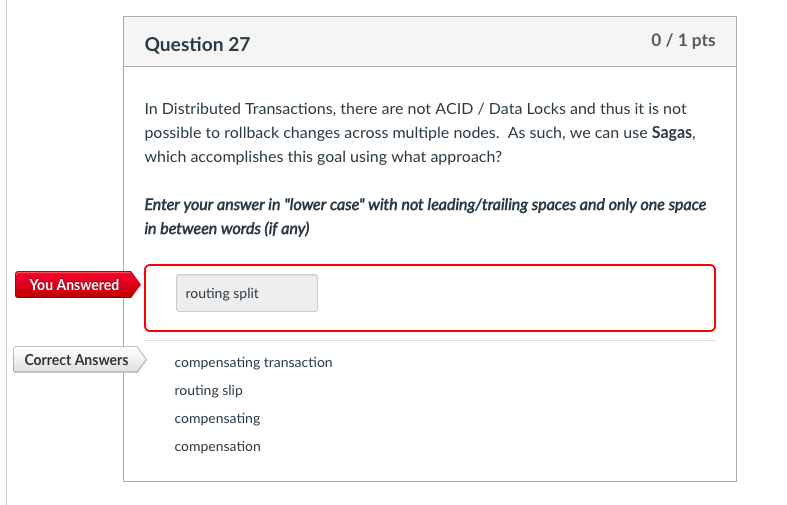 Question 27
0 / 1 pts
In Distributed Transactions, there are not ACID / Data Locks and thus it is not
possible to rollback changes across multiple nodes. As such, we can use Sagas,
which accomplishes this goal using what approach?
Enter your answer in "lower case" with not leading/trailing spaces and only one space
in between words (if any)
You Answered
routing split
Correct Answers
compensating transaction
routing slip
compensating
compensation